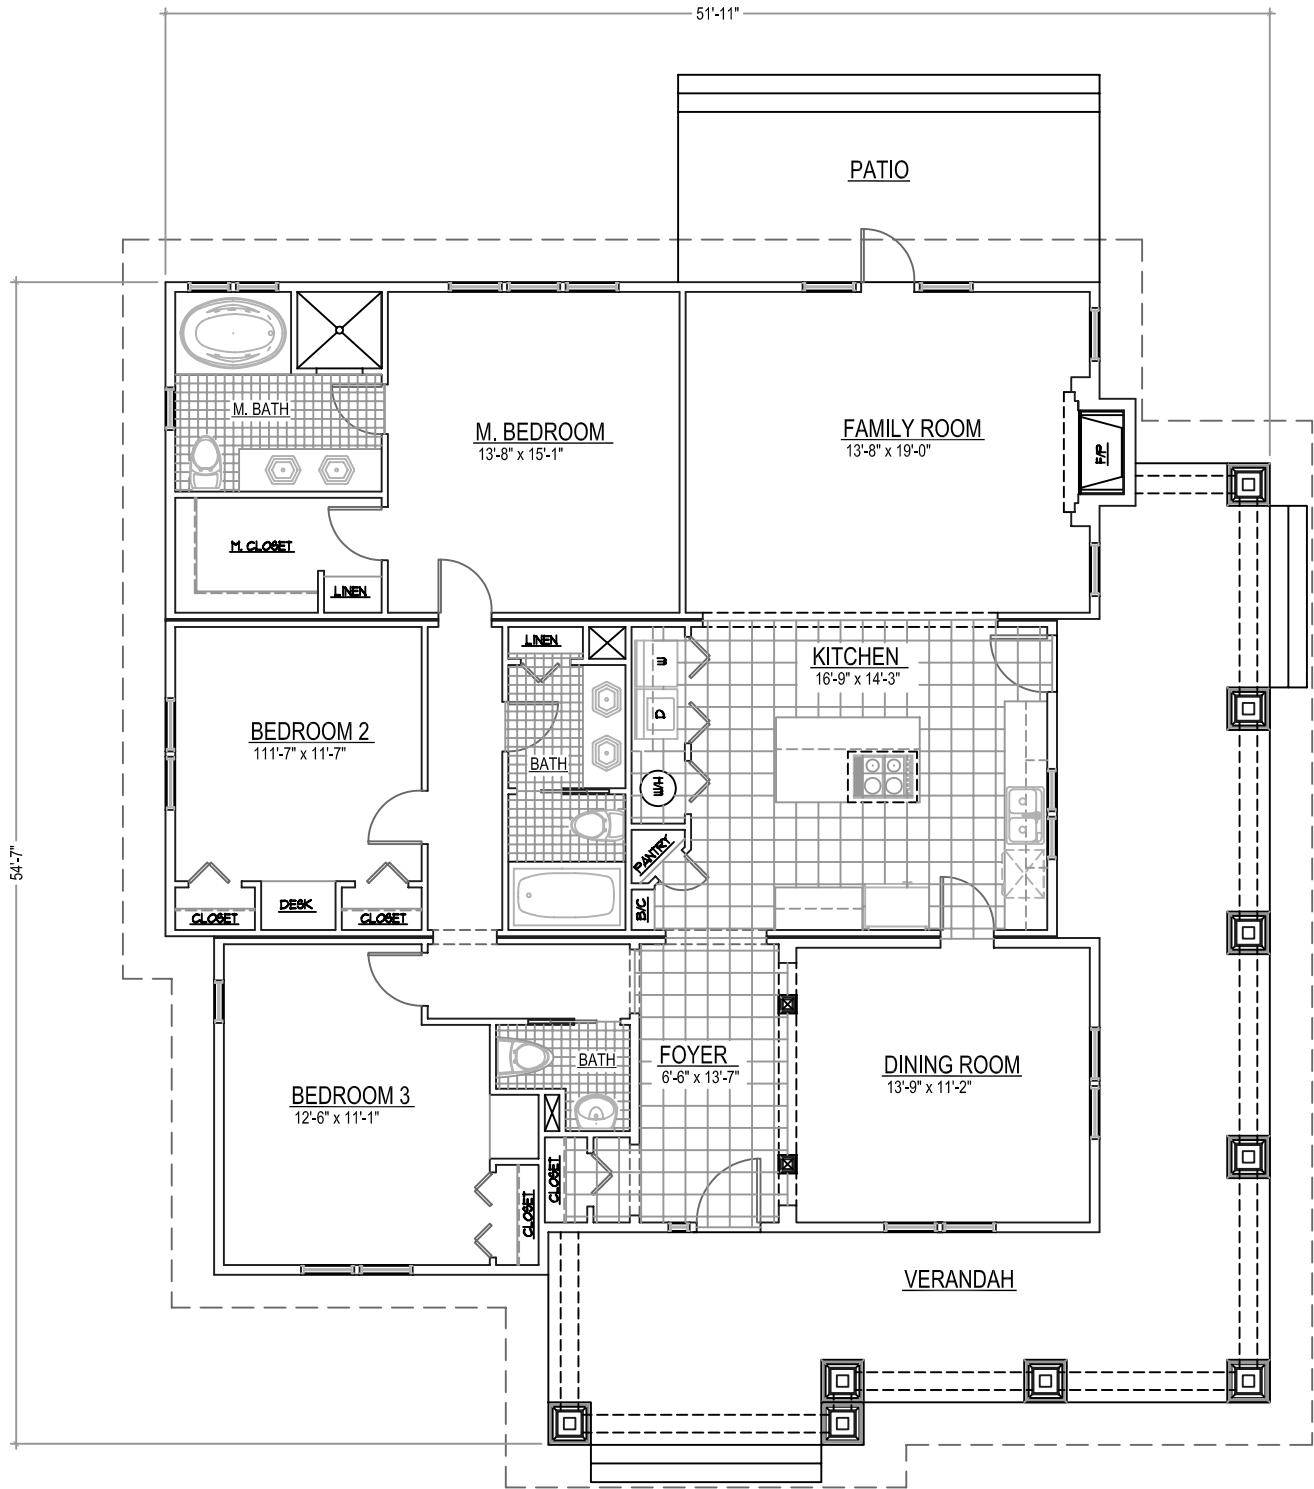 51'-11"
PATIO
M. BATH
M. BEDROOM
13'-8" x 15'-1"
FAMILY ROOM
13'-8" x 19'-0"
F/P
M. CLOSET
LINEN
LINEN
W
KITCHEN
16'-9" x 14'-3"
BEDROOM 2
111'-7" x 11'-7"
D
BATH
W/H
54'-7"
PANTRY
CLOSET
DESK
CLOSET
B/C
BATH
FOYER
6'-6" x 13'-7"
DINING ROOM
13'-9" x 11'-2"
BEDROOM 3
12'-6" x 11'-1"
CLOSET
CLOSET
VERANDAH